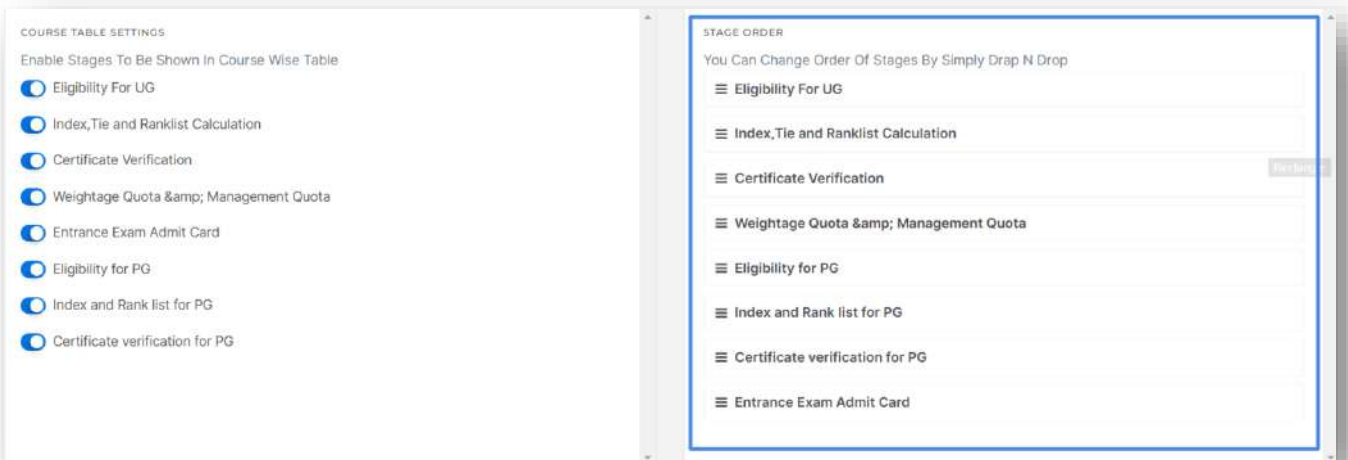 COURSE TABLE SETTINGS
Enable Stages To Be Shown In Course Wise Table
Eligibility For UG
Index,Tie and Ranklist Calculation
Certificate Verification
Weightage Quota &amp; Management Quota
Entrance Exam Admit Card
Eligibility for PG
Index and Rank list for PG
Certificate verification for PG
STAGE ORDER
You Can Change Order Of Stages By Simply Drap N Drop
Eligibility For UG
Index,Tie and Ranklist Calculation
Certificate Verification
Weightage Quota &amp; Management Quota
Eligibility for PG
Index and Rank list for PG
Certificate verification for PG
Entrance Exam Admit Card